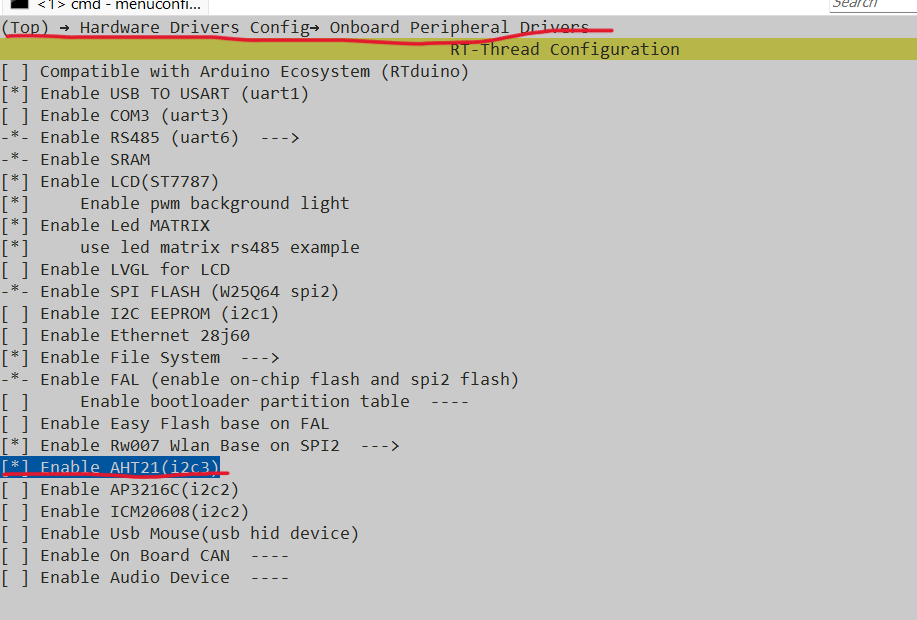 <1> cmd - menuconfi...
Search
(Top) → Hardware Drivers Config→ Onboard Peripheral Drivers
RT-Thread Configuration
[ ] Compatible with Arduino Ecosystem (RTduino)
[*] Enable USB TO USART (uart1)
[ ] Enable COM3 (uart3)
-*- Enable RS485 (uart6)  --->
-*- Enable SRAM
[*] Enable LCD(ST7787)
[*]     Enable pwm background light
[*] Enable Led MATRIX
[*]     use led matrix rs485 example
[ ] Enable LVGL for LCD
-*- Enable SPI FLASH (W25Q64 spi2)
[ ] Enable I2C EEPROM (i2c1)
[ ] Enable Ethernet 28j60
[*] Enable File System  --->
-*- Enable FAL (enable on-chip flash and spi2 flash)
[ ]     Enable bootloader partition table  ----
[ ] Enable Easy Flash base on FAL
[*] Enable Rw007 Wlan Base on SPI2  --->
[*] Enable AHT21(i2c3)
[ ] Enable AP3216C(i2c2)
[ ] Enable ICM20608(i2c2)
[ ] Enable Usb Mouse(usb hid device)
[ ] Enable On Board CAN  ----
[ ] Enable Audio Device  ----